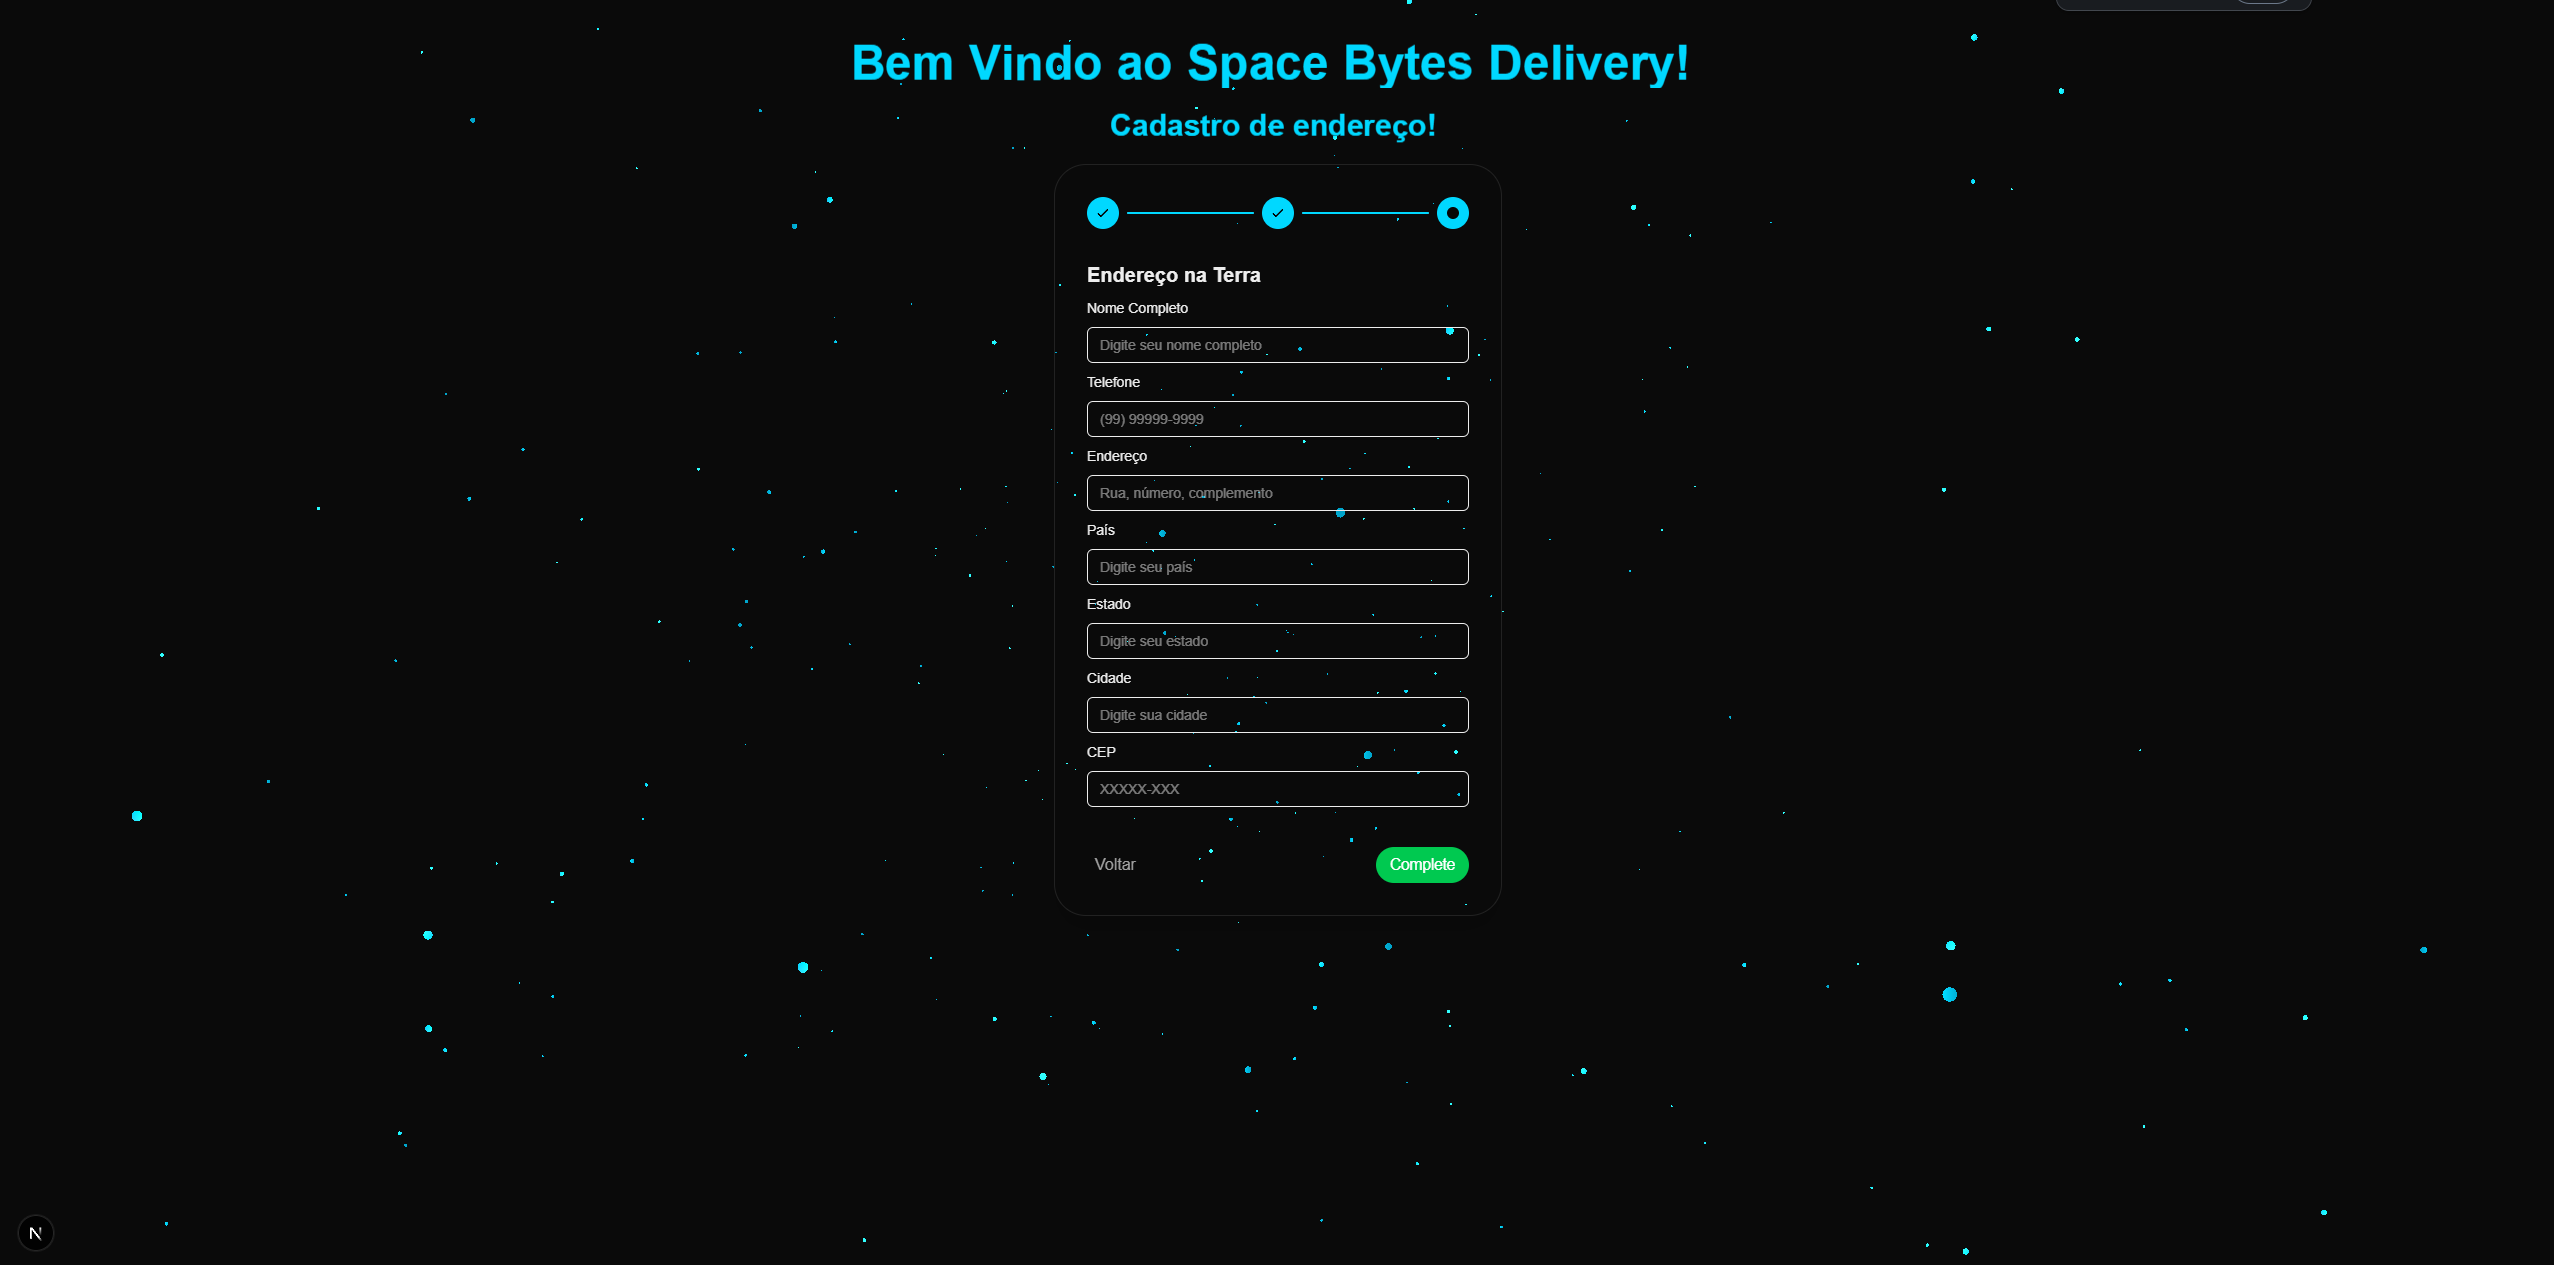 Bem Vindo ao Space Bytes Delivery!
Cadastro de endereço!
Endereço na Terra
Nome Completo
Digite seu nome completo
Telefone
(99) 99999-9999
Endereço
Rua, número, complemento
País
Digite seu país
Estado
Digite seu estado
Cidade
Digite sua cidade
CEP
XXXXX-XXX
Voltar
Complete
N